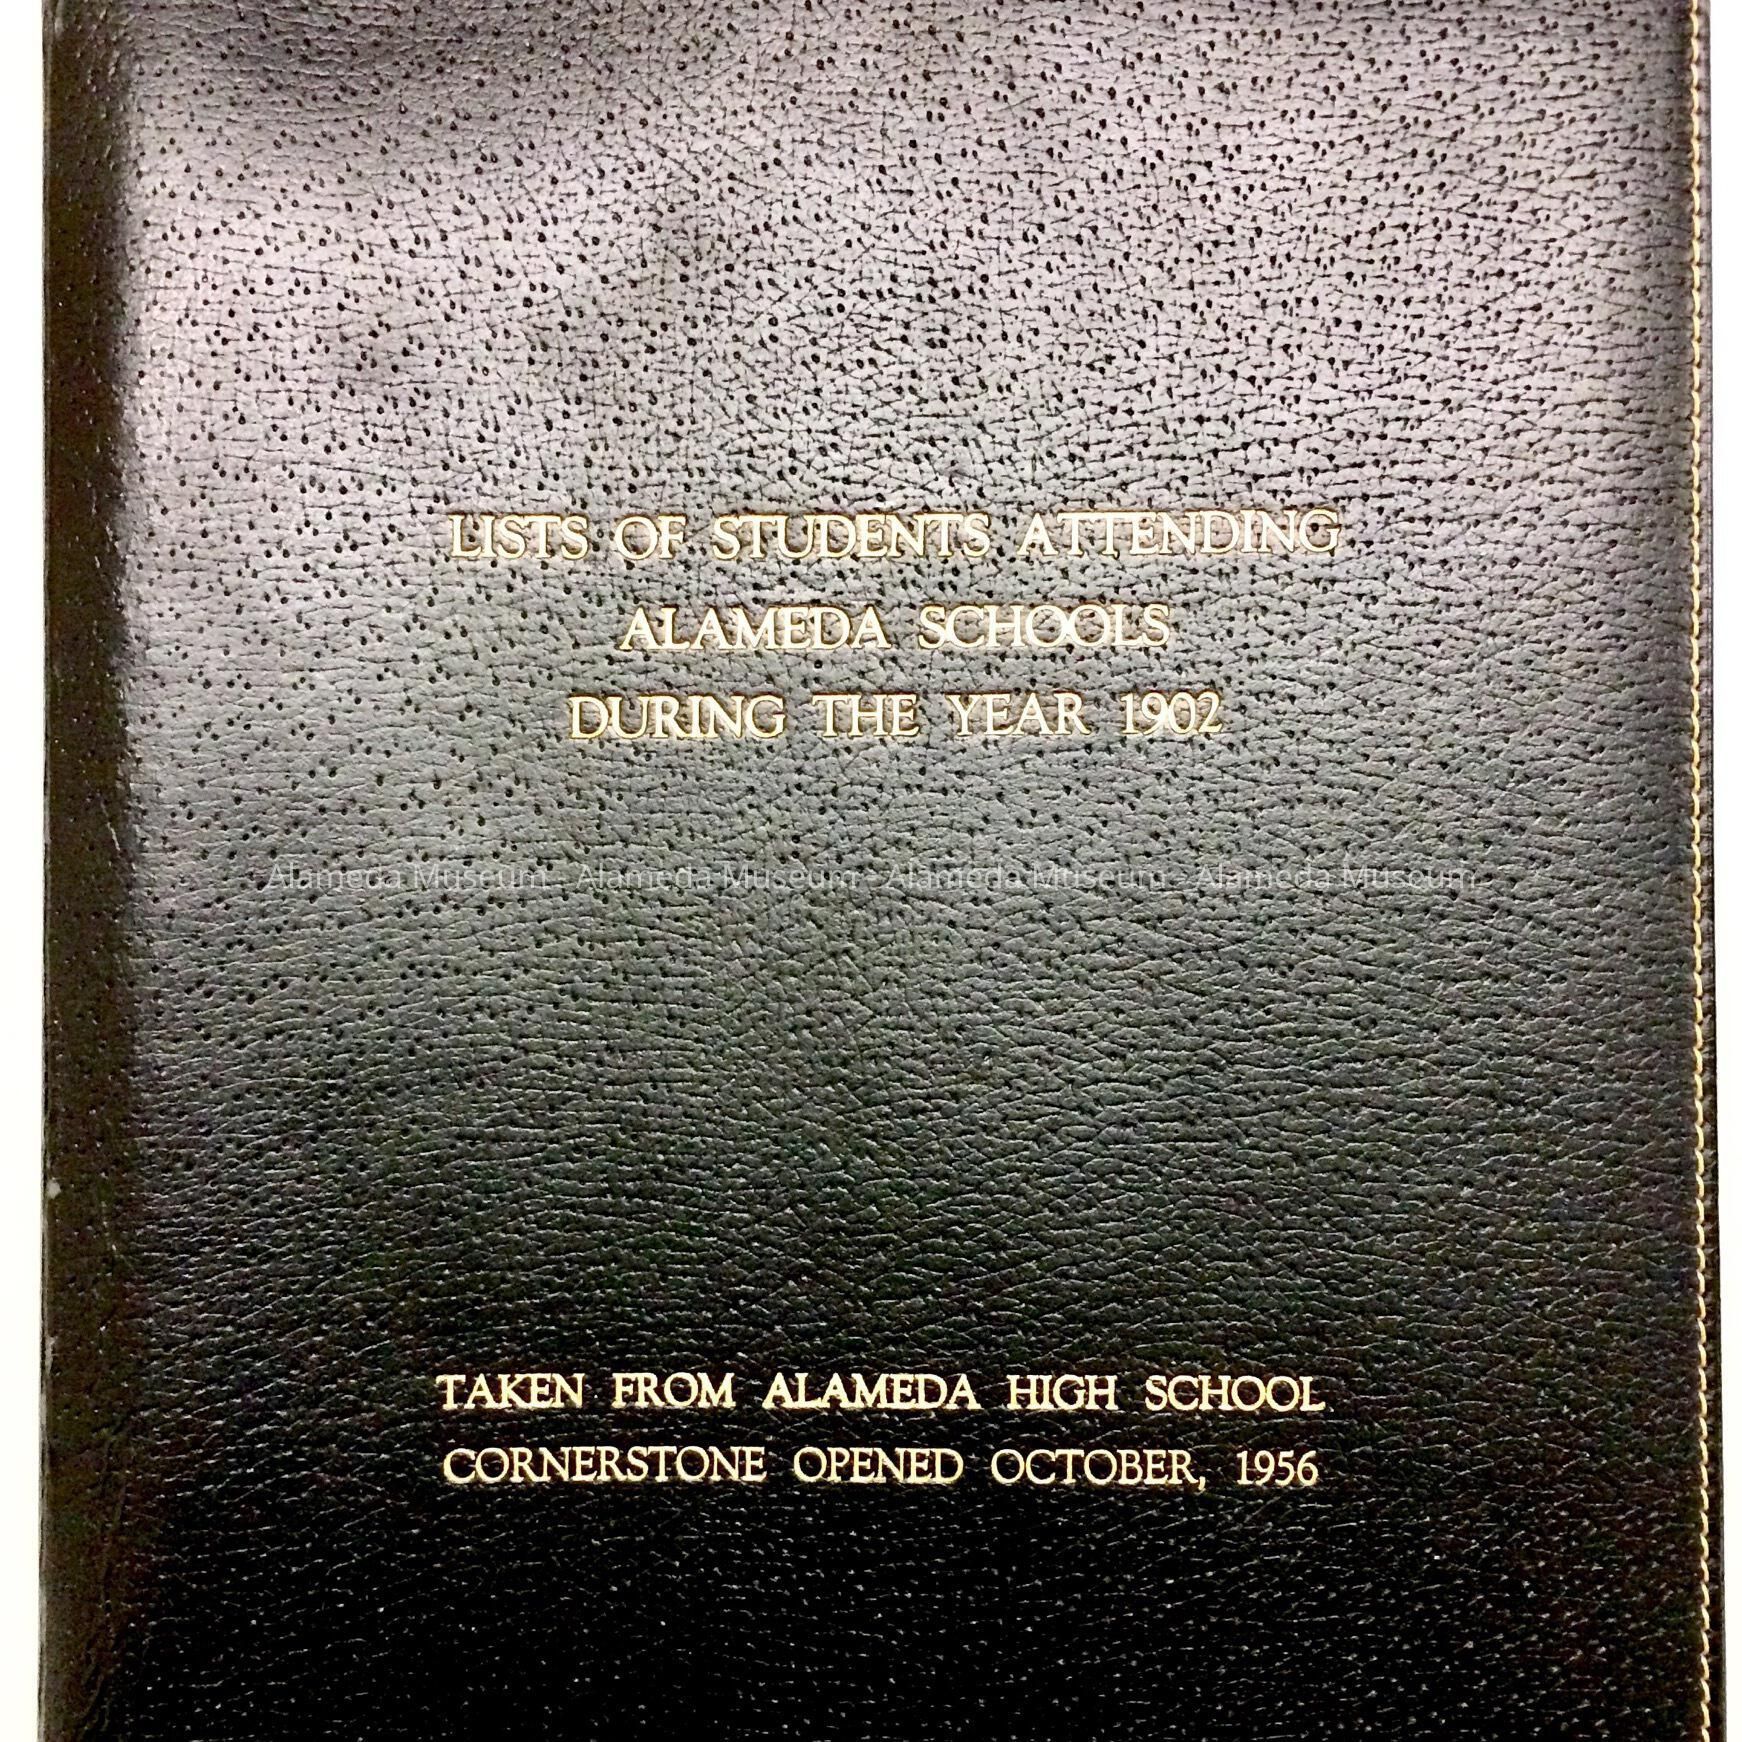 LISTS OF STUDENTS ATTENDING
ALAMEDA SCHOOLS
DURING THE YEAR 1902
Alameda Museum - Alameda Museum - Alameda Museum - Alameda Museum
TAKEN FROM ALAMEDA HIGH SCHOOL
CORNERSTONE OPENED OCTOBER, 1956